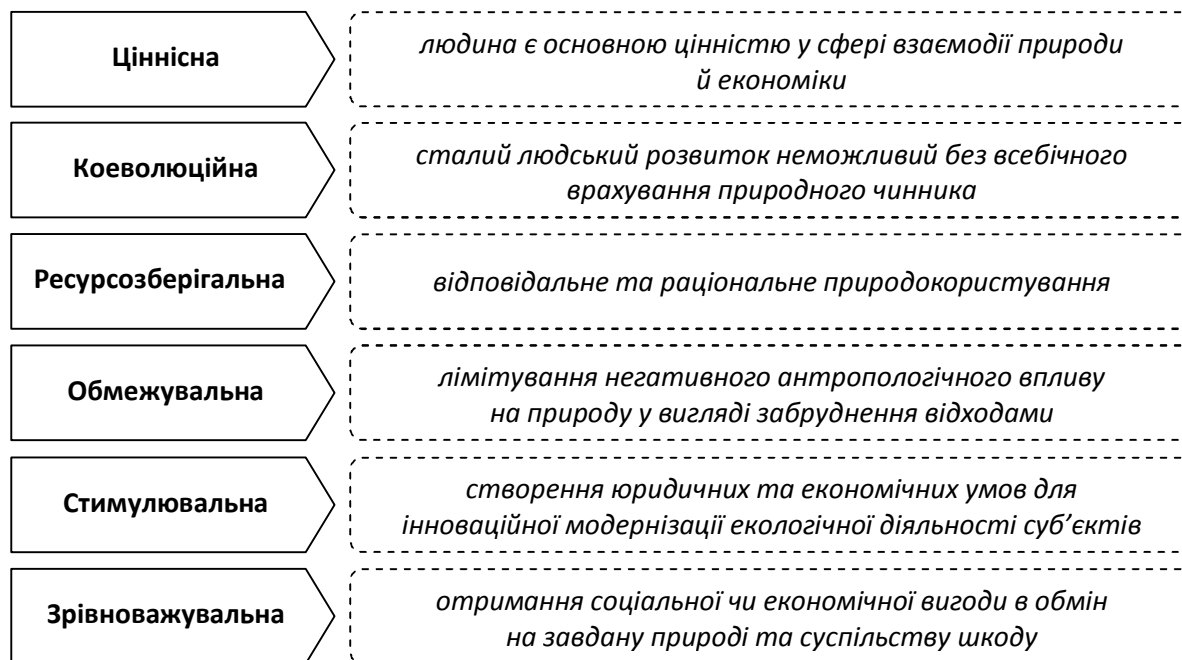 Ціннісна
людина є основною цінністю у сфері взаємодії природи
й економіки
Коеволюційна
сталий людський розвиток неможливий без всебічного
врахування природного чинника
Ресурсозберігальна
відповідальне та раціональне природокористування
Обмежувальна
лімітування негативного антропологічного впливу
на природу у вигляді забруднення відходами
Стимулювальна
створення юридичних та економічних умов для
інноваційної модернізації екологічної діяльності суб’єктів
Зрівноважувальна
отримання соціальної чи економічної вигоди в обмін
на завдану природі та суспільству шкоду